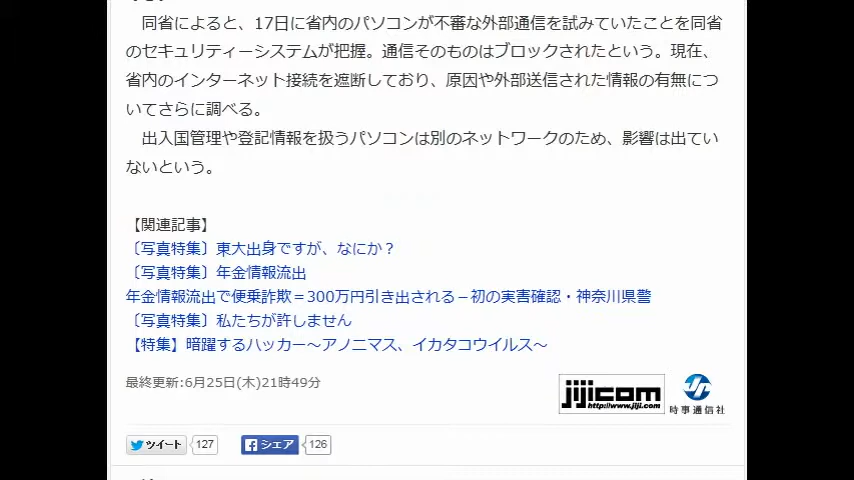 同省によると、17日に省内のパソコンが不審な外部通信を試みていたことを同省
のセキュリティーシステムが把握。通信そのものはブロックされたという。現在、
省内のインターネット接続を遮断しており、原因や外部送信された情報の有無につ
いてさらに調べる。
出入国管理や登記情報を扱うパソコンは別のネットワークのため、影響は出てい
ないという。
【関連記事】
〔写真特集〕東大出身ですが、なにか？
〔写真特集〕年金情報流出
年金情報流出で便乗詐欺＝300万円引き出される－初の実害確認・神奈川県警
〔写真特集〕私たちが許しません
【特集】暗躍するハッカー～アノニマス、イカタコウイルス～
最終更新:6月25日(木)21時49分
jijicom
http://www.jiji.com
時事通信社
ツイート 127 シェア 126